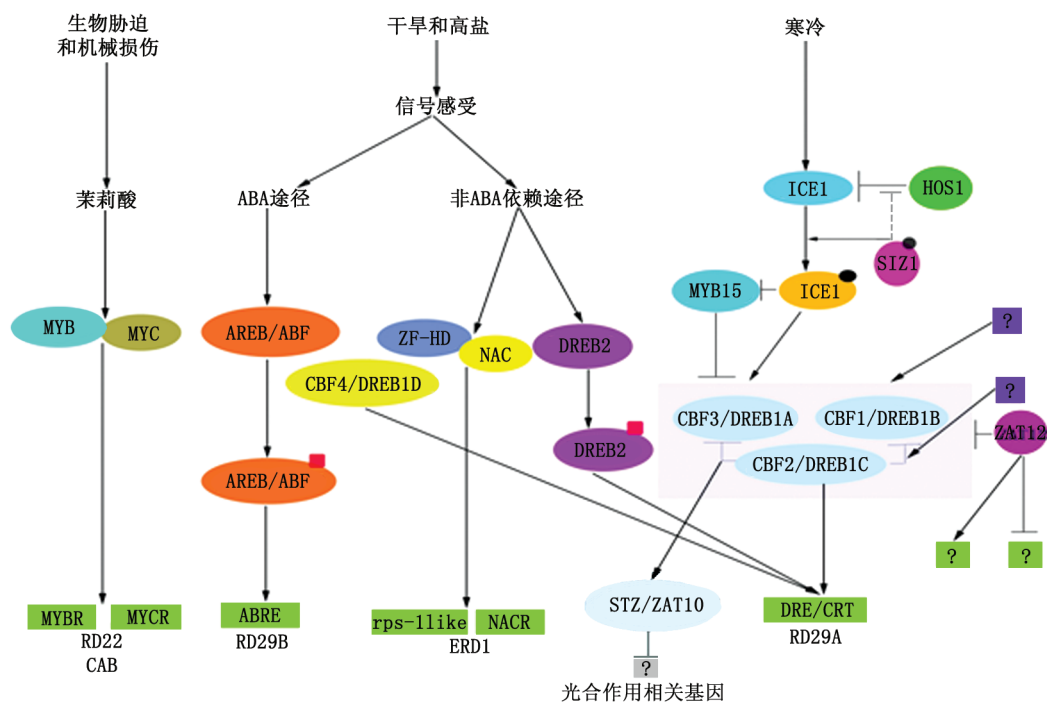 生物胁迫
和机械损伤
干旱和高盐
寒冷
信号感受
茉莉酸
ABA途径
非ABA依赖途径
ICE1
HOS1
SIZ1
MYB15
ICE1
MYB
MYC
AREB/ABF
ZF-HD
NAC
DREB2
?
CBF4/DREB1D
?
CBF3/DREB1A
CBF1/DREB1B
ZAT12
CBF2/DREB1C
DREB2
AREB/ABF
?
?
MYBR
MYCR
ABRE
rps-1like
NACR
STZ/ZAT10
DRE/CRT
RD22
RD29B
ERD1
RD29A
CAB
?
光合作用相关基因